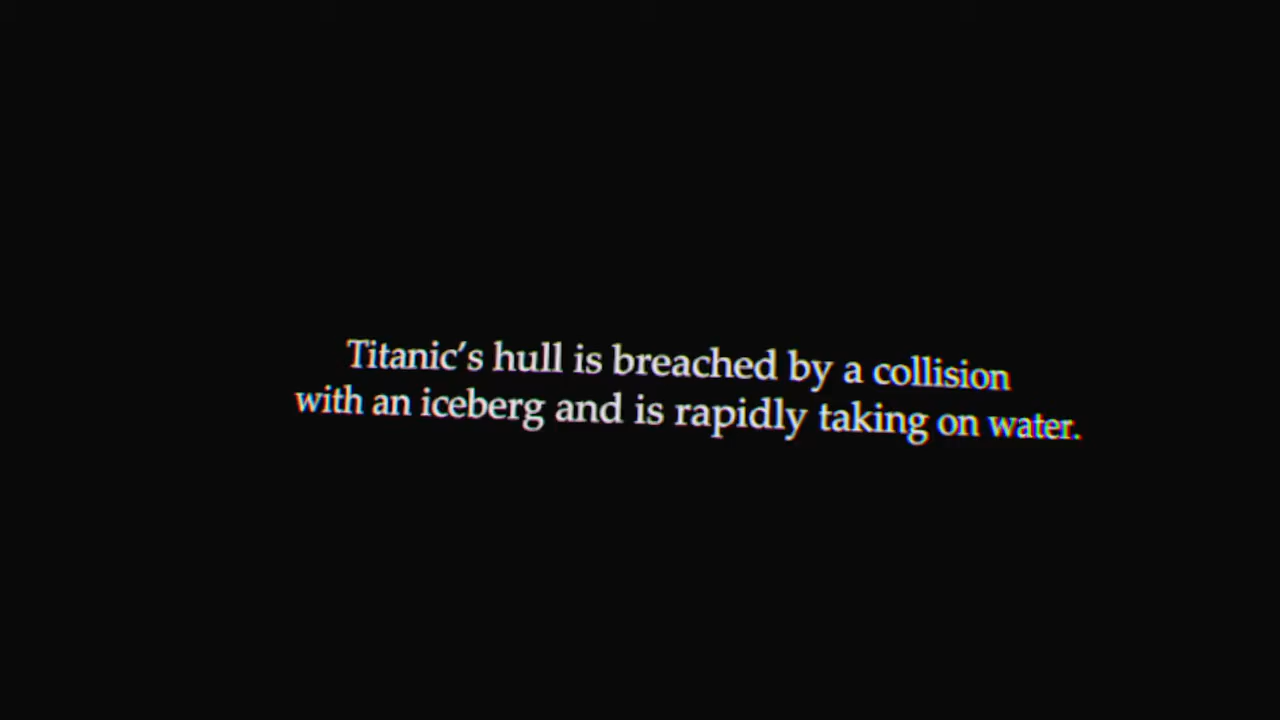 Titanic’s hull is breached by a collision
with an iceberg and is rapidly taking on water.